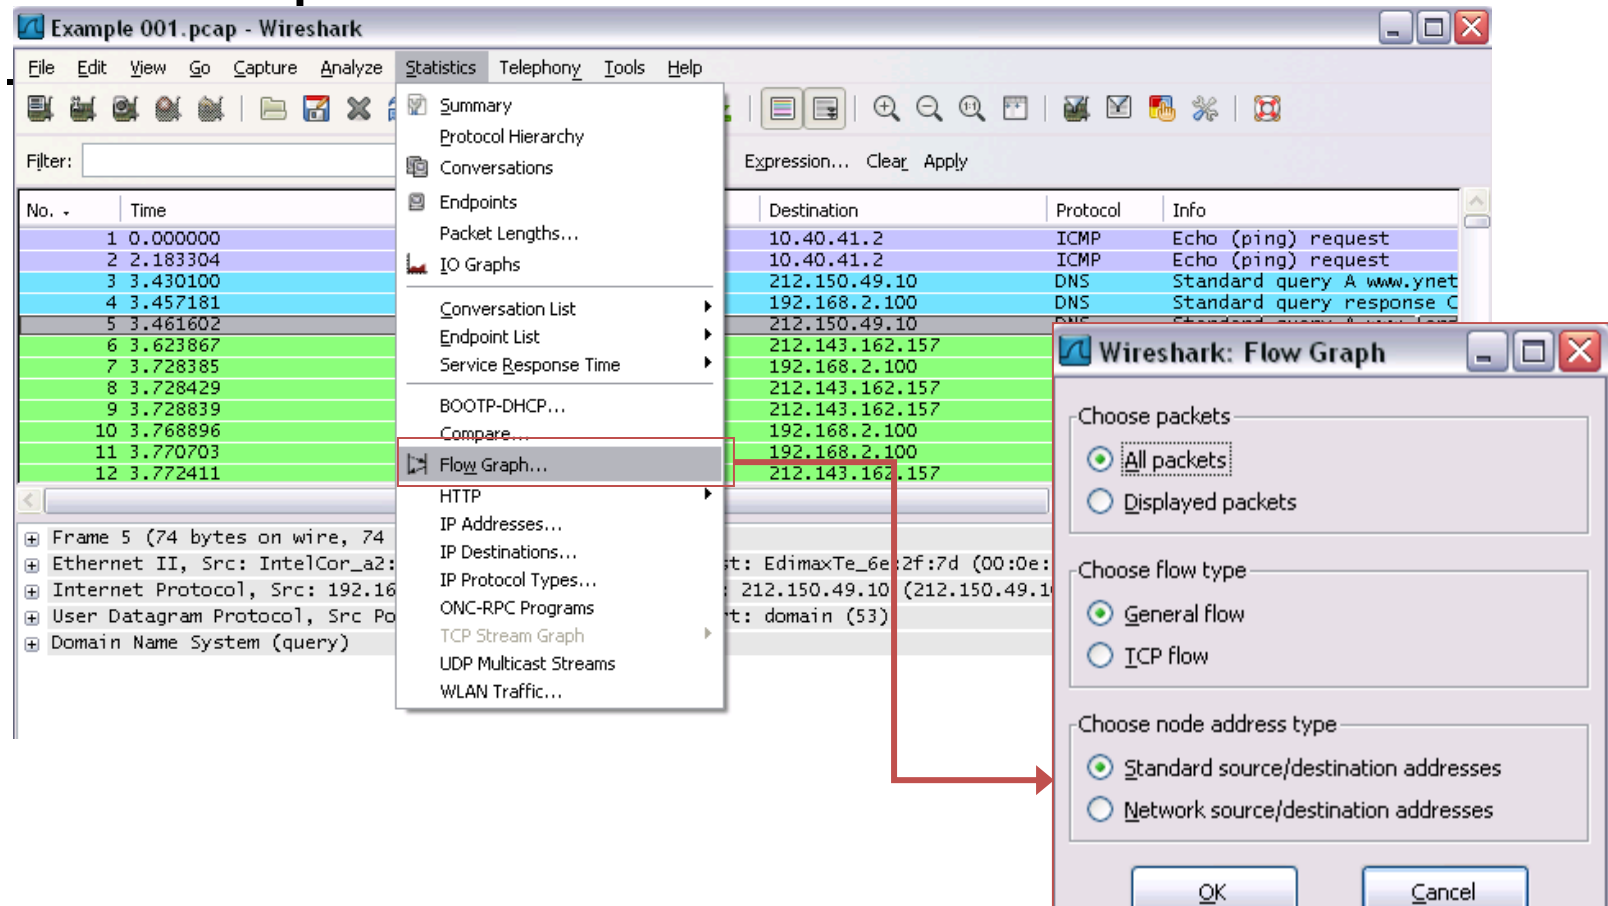 Example 001.pcap - Wireshark
File Edit View Go Capture Analyze Statistics Telephony Tools Help
Filter: Expression... Clear Apply
No. Time Destination Protocol Info
1 0.000000 10.40.41.2 ICMP Echo (ping) request
2 2.183304 10.40.41.2 ICMP Echo (ping) request
3 3.430100 212.150.49.10 DNS Standard query A www.ynet
4 3.457181 192.168.2.100 DNS Standard query response C
5 3.461602 212.150.49.10 DNS Standard query A
6 3.623867 212.143.162.157
7 3.728385 192.168.2.100
8 3.728429 212.143.162.157
9 3.728839 212.143.162.157
10 3.768896 192.168.2.100
11 3.770703 192.168.2.100
12 3.772411 212.143.162.157
Frame 5 (74 bytes on wire, 74
Ethernet II, Src: IntelCor_a2: st: EdimaxTe_6e:2f:7d (00:0e:
Internet Protocol, Src: 192.16 : 212.150.49.10 (212.150.49.1
User Datagram Protocol, Src Po rt: domain (53)
Domain Name System (query)
Summary
Protocol Hierarchy
Conversations
Endpoints
Packet Lengths...
IO Graphs
Conversation List
Endpoint List
Service Response Time
BOOTP-DHCP...
Compare...
Flow Graph...
HTTP
IP Addresses...
IP Destinations...
IP Protocol Types...
ONC-RPC Programs
TCP Stream Graph
UDP Multicast Streams
WLAN Traffic...
Wireshark: Flow Graph
Choose packets
All packets
Displayed packets
Choose flow type
General flow
TCP flow
Choose node address type
Standard source/destination addresses
Network source/destination addresses
OK Cancel